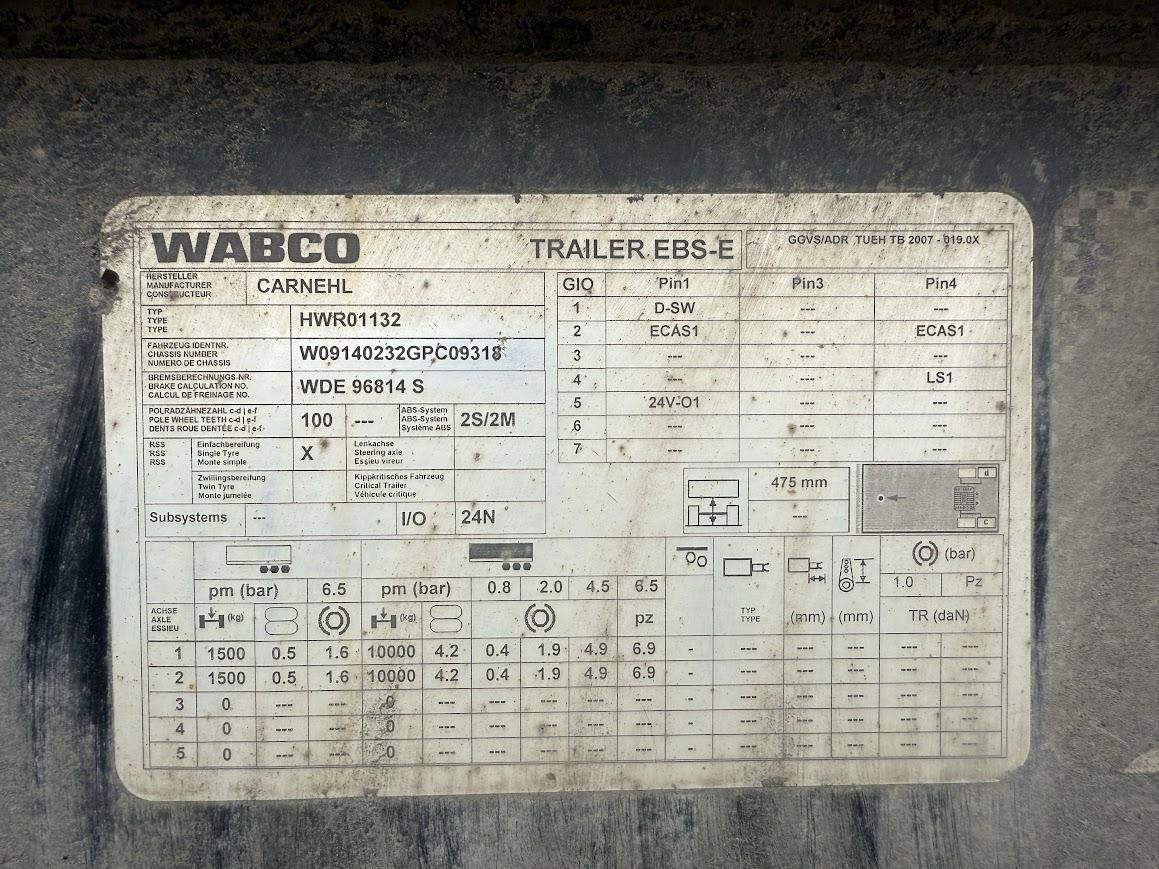 WABCO TRAILER EBS-E GGVS/ADR TUEH TB 2007 - 019.0X
HERSTELLER
MANUFACTURER
CONSTRUCTEUR
CARNEHL
TYP
TYPE
TYPE
HWR01132
FAHRZEUG.IDENTNR.
CHASSIS NUMBER
NUMERO DE CHASSIS
W09140232GPC09318
BREMSBERECHNUNGS-NR.
BRAKE CALCULATION NO.
CALCUL DE FREINAGE NO.
WDE 96814 S
POLRADZÄHNEZAHL c-d | e-f
POLE WHEEL TEETH c-d | e-f
DENTS ROUE DENTÉE c-d | e-f
100 ---
ABS-System
ABS-System
Système ABS
2S/2M
RSS
RSS
RSS
Einfachbereifung
Single Tyre
Monte simple
X
Lenkachse
Steering axle
Essieu vireur
Zwillingsbereifung
Twin Tyre
Monte jumelée
Kippkritisches Fahrzeug
Critical Trailer
Véhicule critique
Subsystems --- I/O 24N
GIO Pin1 Pin3 Pin4
1 D-SW --- ---
2 ECAS1 --- ECAS1
3 --- --- ---
4 --- --- LS1
5 24V-O1 --- ---
6 --- --- ---
7 --- --- ---
475 mm
---
d
c
pm (bar) 6.5 pm (bar) 0.8 2.0 4.5 6.5
(bar)
1.0 Pz
ACHSE
AXLE
ESSIEU
(kg) (kg) pz
TYP
TYPE
(mm) (mm) TR (daN)
1 1500 0.5 1.6 10000 4.2 0.4 1.9 4.9 6.9 - --- --- --- --- ---
2 1500 0.5 1.6 10000 4.2 0.4 1.9 4.9 6.9 - --- --- --- --- ---
3 0 --- --- 0 --- --- --- --- --- - --- --- --- --- ---
4 0 --- --- 0 --- --- --- --- --- - --- --- --- --- ---
5 0 --- --- 0 --- --- --- --- --- - --- --- --- --- ---